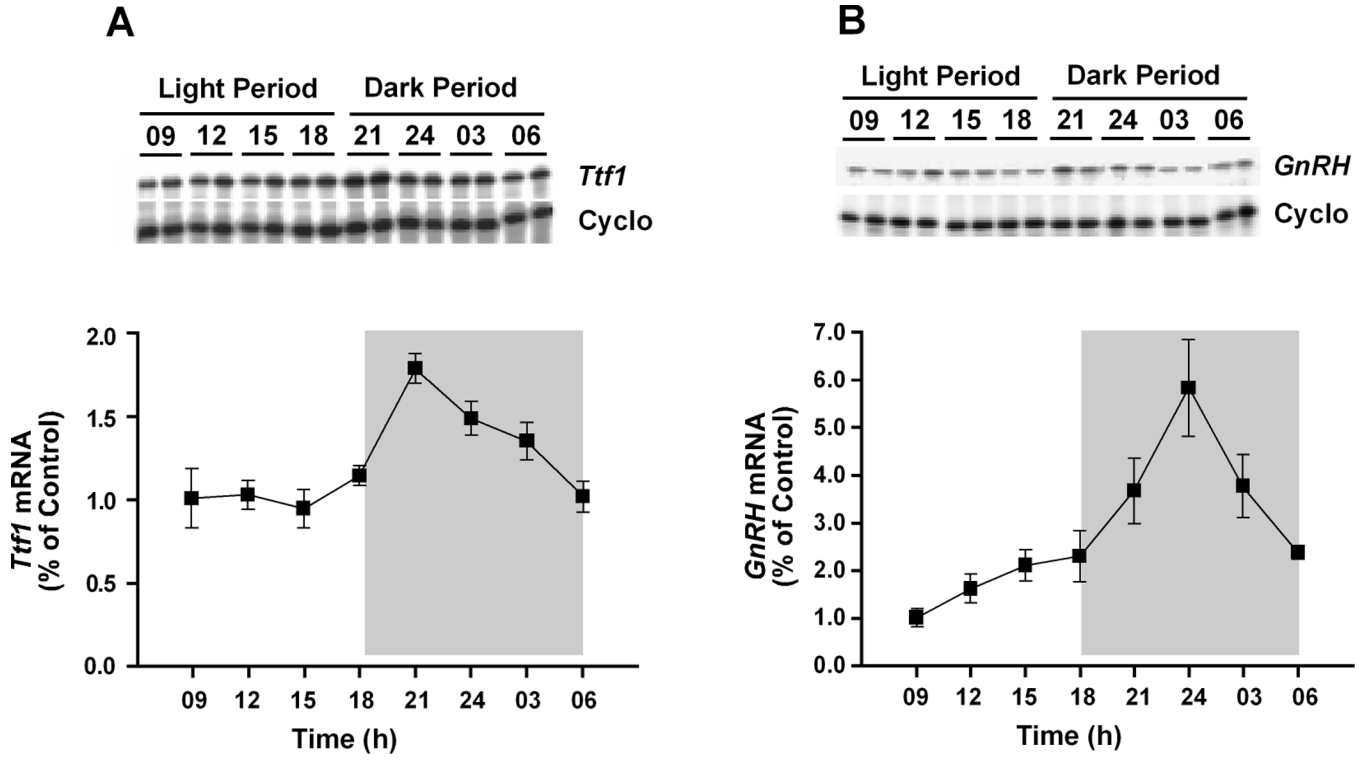 A
Light Period Dark Period
09 12 15 18 21 24 03 06
Ttf1
Cyclo
2.0
1.5
1.0
0.5
0.0
Ttf1 mRNA
(% of Control)
09 12 15 18 21 24 03 06
Time (h)
B
Light Period Dark Period
09 12 15 18 21 24 03 06
GnRH
Cyclo
7.0
6.0
5.0
4.0
3.0
2.0
1.0
0.0
GnRH mRNA
(% of Control)
09 12 15 18 21 24 03 06
Time (h)